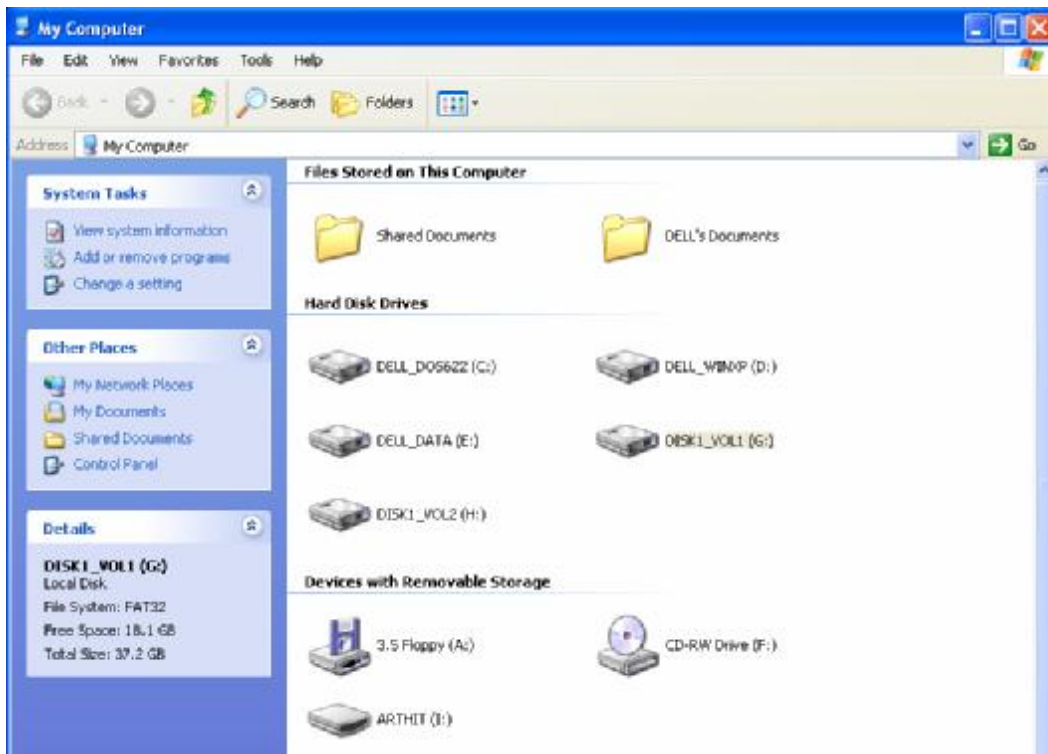 My Computer
File Edit View Favorites Tools Help
Back Search Folders
Address My Computer Go
System Tasks
View system information
Add or remove programs
Change a setting
Other Places
My Network Places
My Documents
Shared Documents
Control Panel
Details
DISK1_VOL1 (G:)
Local Disk
File System: FAT32
Free Space: 18.1 GB
Total Size: 37.2 GB
Files Stored on This Computer
Shared Documents DELL's Documents
Hard Disk Drives
DELL_DOS622 (C:) DELL_WINXP (D:)
DELL_DATA (E:) DISK1_VOL1 (G:)
DISK1_VOL2 (H:)
Devices with Removable Storage
3.5 Floppy (A:) CD-RW Drive (F:)
ARTHIT (I:)